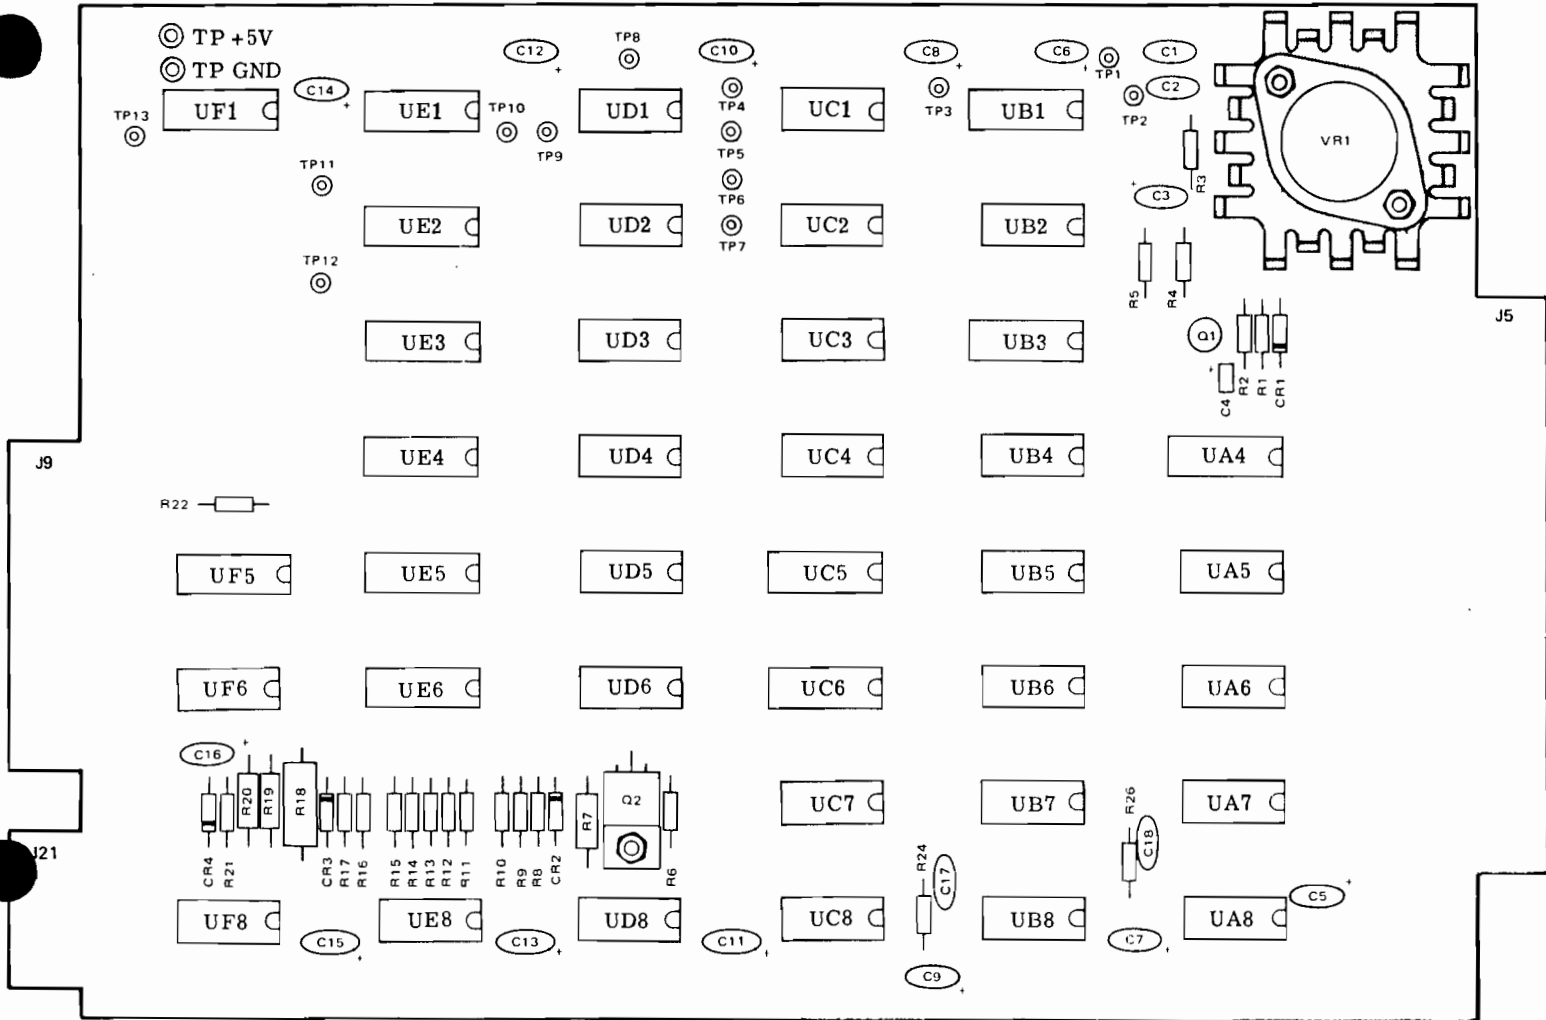 TP +5V
TP GND
C14
C12
TP8
C10
C8
C6
TP1
C1
C2
TP13
UF1
UE1
TP10
TP9
UD1
TP4
UC1
TP3
UB1
TP2
VR1
TP5
TP11
TP6
R3
C3
UE2
UD2
TP7
UC2
UB2
TP12
R5
R4
J5
UE3
UD3
UC3
UB3
Q1
C4
R2
R1
CR1
J9
UE4
UD4
UC4
UB4
UA4
R22
UF5
UE5
UD5
UC5
UB5
UA5
UF6
UE6
UD6
UC6
UB6
UA6
C16
R20
R19
R18
Q2
R7
UC7
UB7
R26
UA7
J21
CR4
R21
CR3
R17
R16
R15
R14
R13
R12
R11
R10
R9
R8
CR2
R6
R24
C17
C18
C5
UF8
C15
UE8
C13
UD8
C11
UC8
C9
UB8
C7
UA8